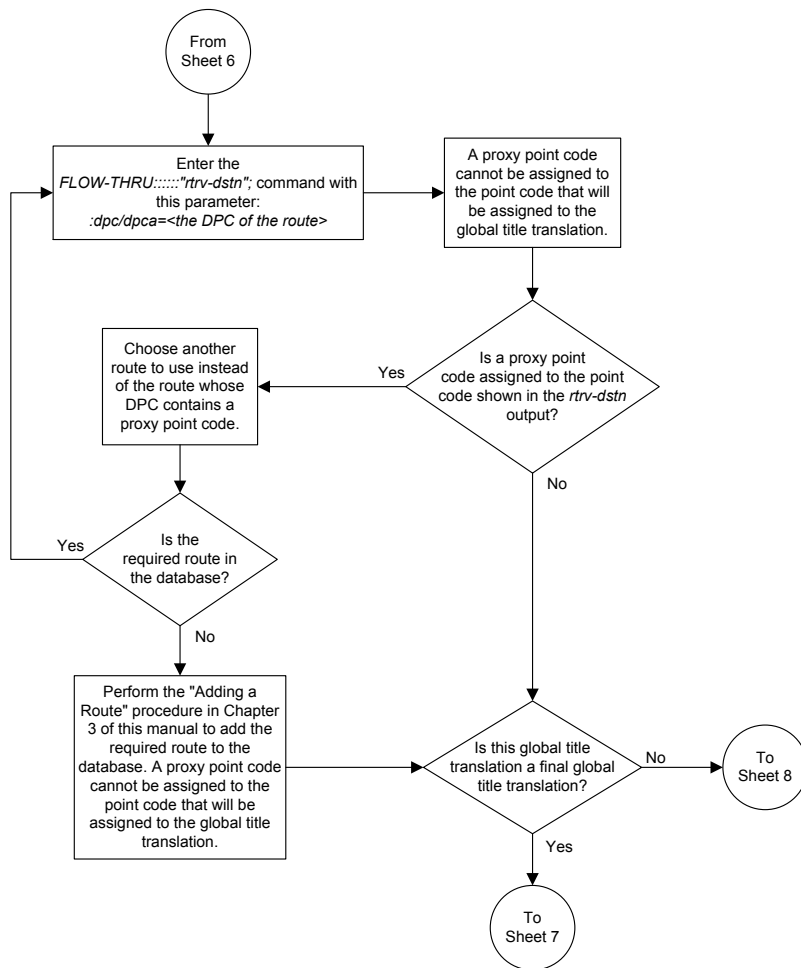 From
Sheet 6
Enter the
FLOW-THRU::::::"rtrv-dstn"; command with
this parameter:
:dpc/dpca=<the DPC of the route>
A proxy point code
cannot be assigned to
the point code that will
be assigned to the
global title translation.
Is a proxy point
code assigned to the point
code shown in the rtrv-dstn
output?
Yes
No
Choose another
route to use instead
of the route whose
DPC contains a
proxy point code.
Is the
required route in
the database?
Yes
No
Perform the "Adding a
Route" procedure in Chapter
3 of this manual to add the
required route to the
database. A proxy point code
cannot be assigned to the
point code that will be
assigned to the global title
translation.
Is this global title
translation a final global
title translation?
No
To
Sheet 8
Yes
To
Sheet 7